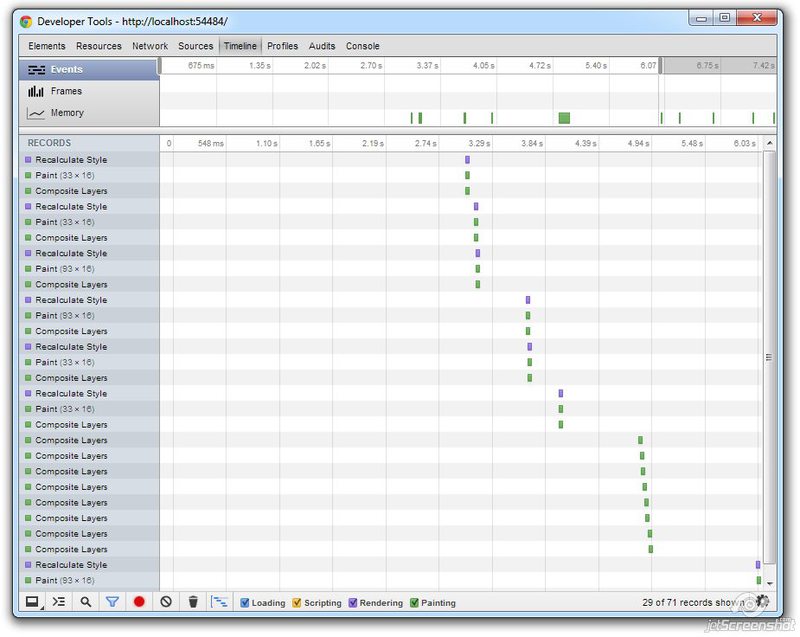 Developer Tools - http://localhost:54484/
Elements Resources Network Sources Timeline Profiles Audits Console
Events
675 ms 1.35 s 2.02 s 2.70 s 3.37 s 4.05 s 4.72 s 5.40 s 6.07 6.75 s 7.42 s
Frames
Memory
RECORDS 0 548 ms 1.10 s 1.65 s 2.19 s 2.74 s 3.29 s 3.84 s 4.39 s 4.94 s 5.48 s 6.03 s
Recalculate Style
Paint (33 × 16)
Composite Layers
Recalculate Style
Paint (33 × 16)
Composite Layers
Recalculate Style
Paint (93 × 16)
Composite Layers
Recalculate Style
Paint (93 × 16)
Composite Layers
Recalculate Style
Paint (33 × 16)
Composite Layers
Recalculate Style
Paint (33 × 16)
Composite Layers
Composite Layers
Composite Layers
Composite Layers
Composite Layers
Composite Layers
Composite Layers
Composite Layers
Composite Layers
Recalculate Style
Paint (93 × 16)
Loading Scripting Rendering Painting 29 of 71 records shown
jetScreenshot